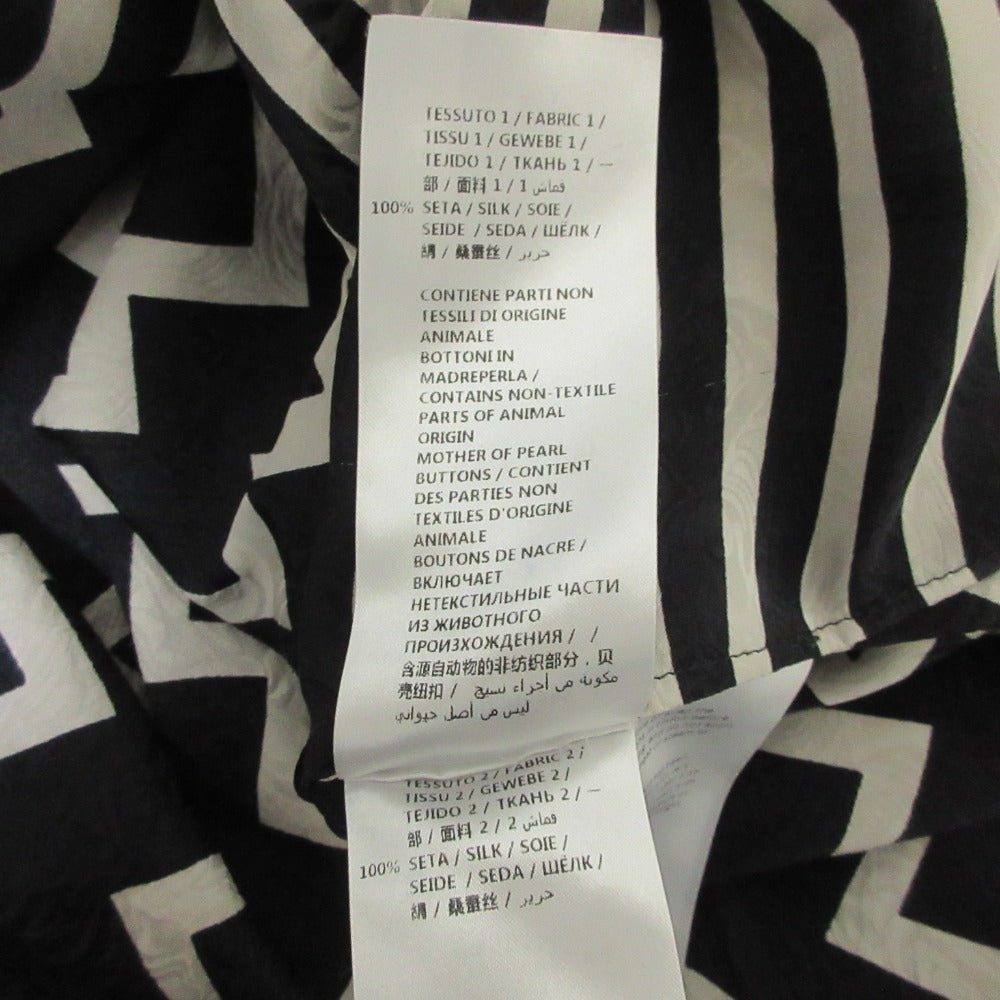 TESSUTO 1 / FABRIC 1 /
TISSU 1 / GEWEBE 1 /
TEJIDO 1 / ТКАНЬ 1 / 一
部 / 面料 1 / 1 قماش
100% SETA / SILK / SOIE /
SEIDE / SEDA / ШЁЛК /
絹 / 桑蚕丝 / حرير
CONTIENE PARTI NON
TESSILI DI ORIGINE
ANIMALE
BOTTONI IN
MADREPERLA /
CONTAINS NON-TEXTILE
PARTS OF ANIMAL
ORIGIN
MOTHER OF PEARL
BUTTONS / CONTIENT
DES PARTIES NON
TEXTILES D'ORIGINE
ANIMALE
BOUTONS DE NACRE /
ВКЛЮЧАЕТ
НЕТЕКСТИЛЬНЫЕ ЧАСТИ
ИЗ ЖИВОТНОГО
ПРОИЗХОЖДЕНИЯ / /
含源自动物的非纺织部分 . 贝
壳纽扣 / مكونة من أجزاء نسيج
ليس من أصل حيواني
TESSUTO 2 / FABRIC 2 /
TISSU 2 / GEWEBE 2 /
TEJIDO 2 / ТКАНЬ 2 / 一
部 / 面料 2 / 2 قماش
100% SETA / SILK / SOIE /
SEIDE / SEDA / ШЁЛК /
絹 / 桑蚕丝 / حرير